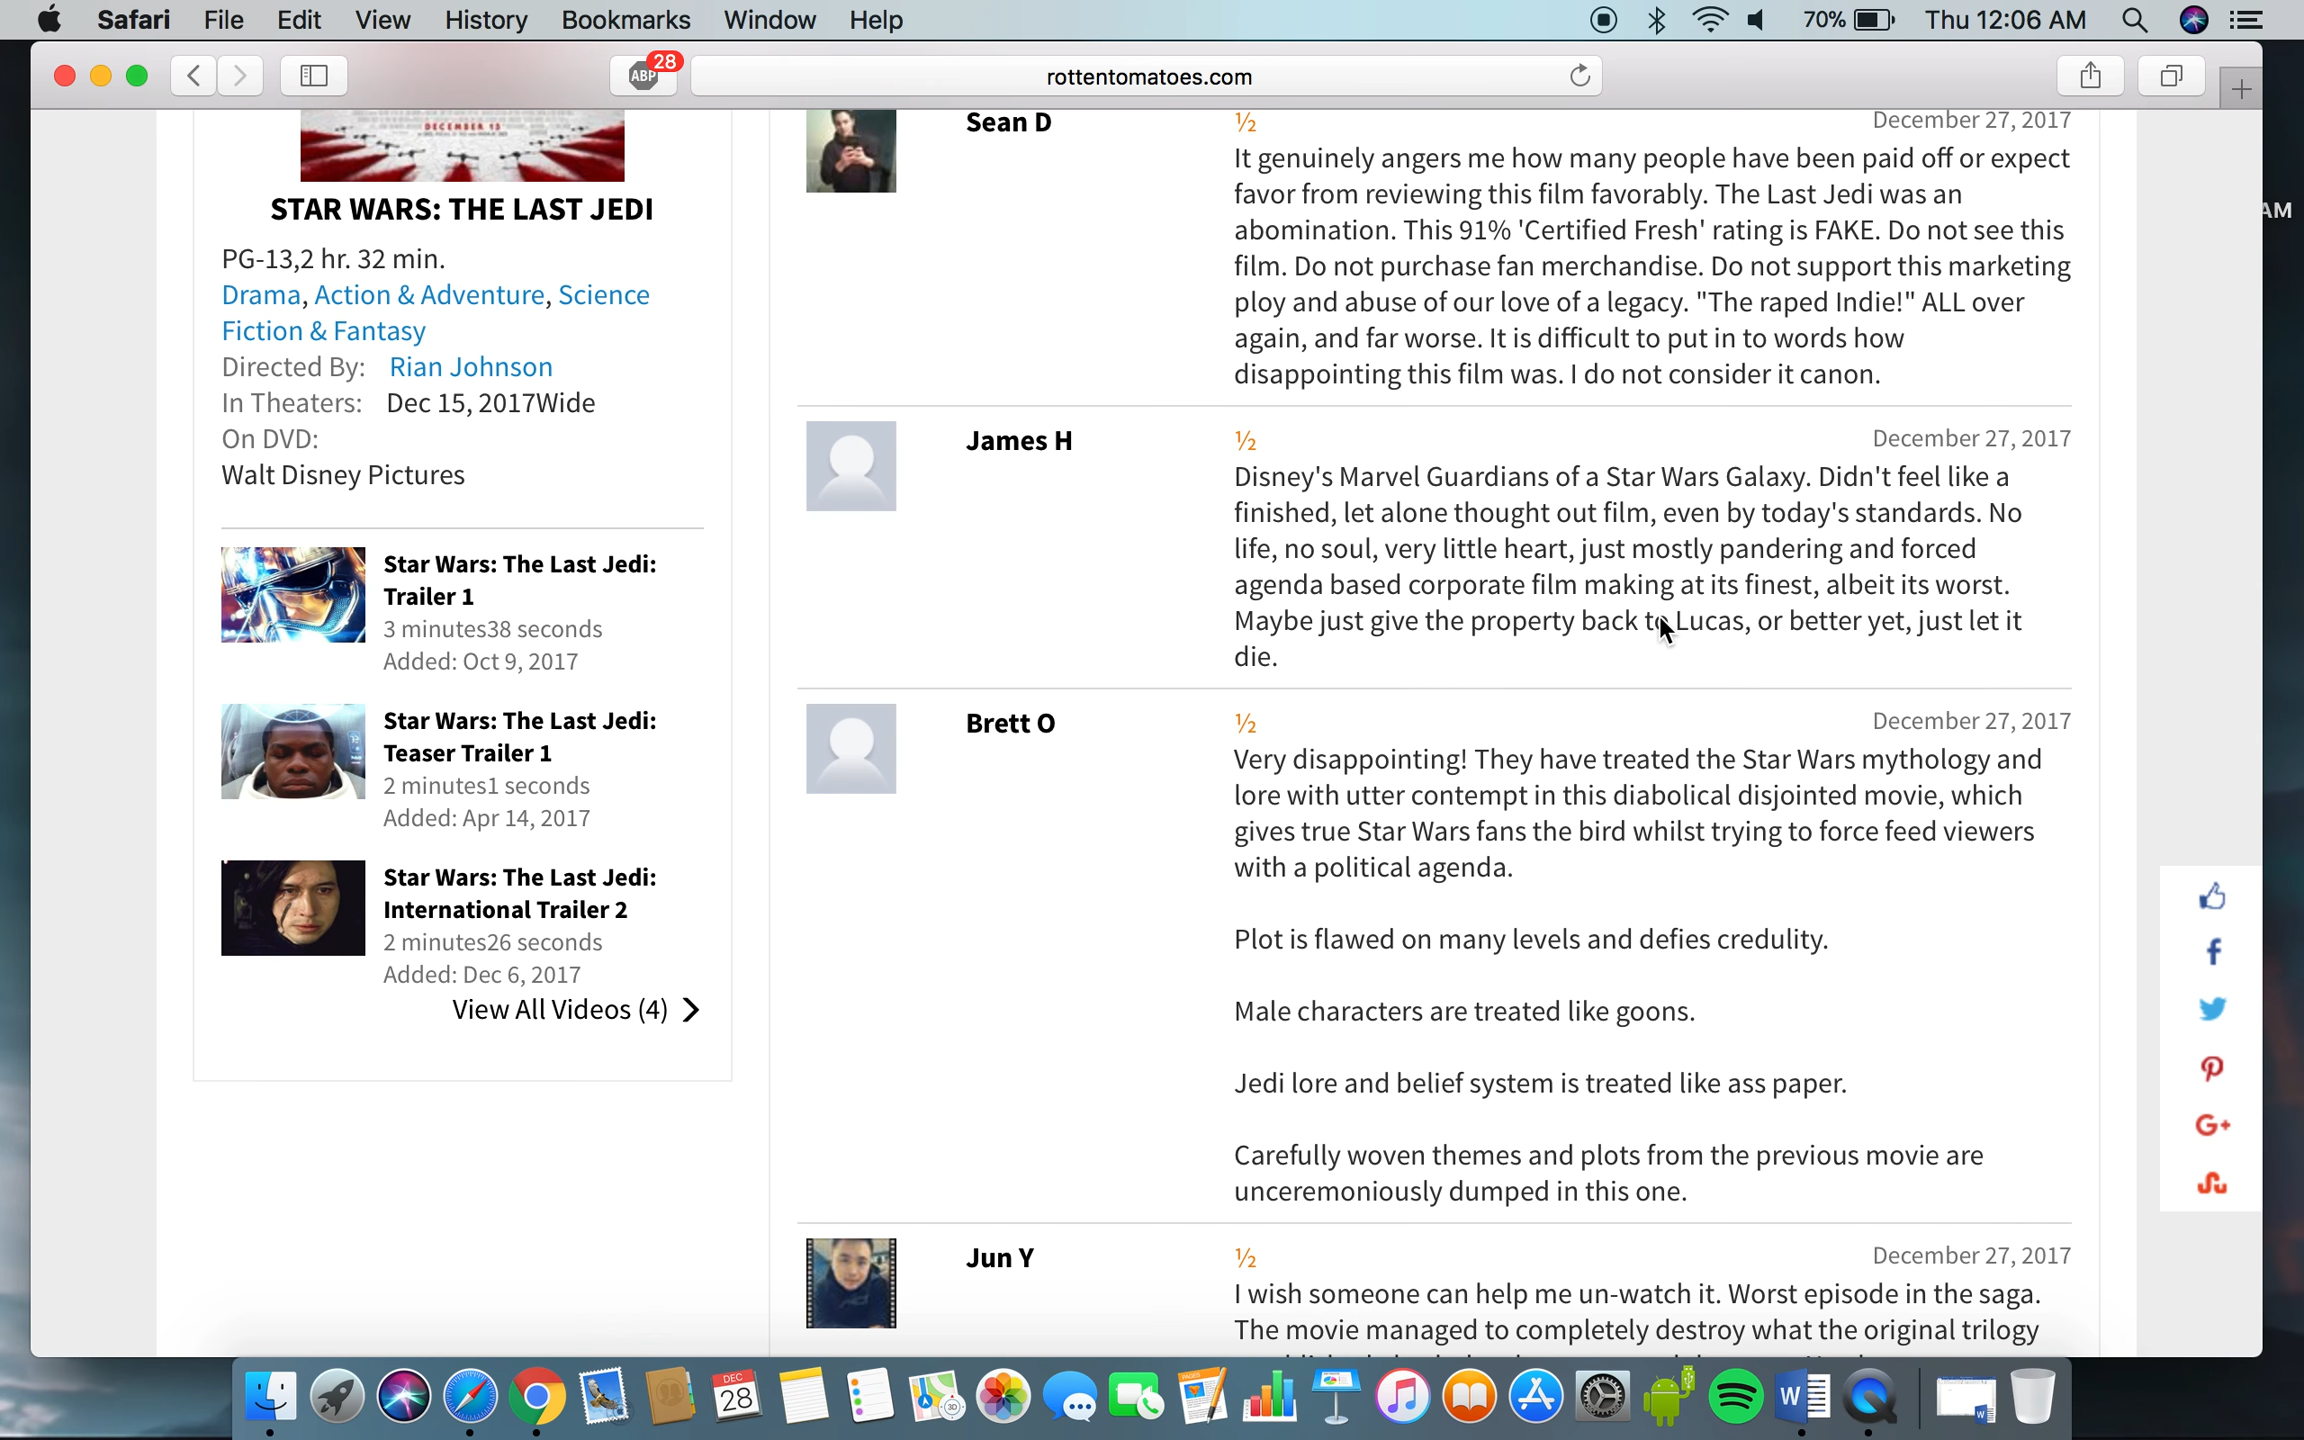 Safari File Edit View History Bookmarks Window Help 70% Thu 12:06 AM
ABP 28 rottentomatoes.com
AM
DECEMBER 15
STAR WARS: THE LAST JEDI
PG-13,2 hr. 32 min.
Drama, Action & Adventure, Science
Fiction & Fantasy
Directed By: Rian Johnson
In Theaters: Dec 15, 2017Wide
On DVD:
Walt Disney Pictures
Star Wars: The Last Jedi:
Trailer 1
3 minutes38 seconds
Added: Oct 9, 2017
Star Wars: The Last Jedi:
Teaser Trailer 1
2 minutes1 seconds
Added: Apr 14, 2017
Star Wars: The Last Jedi:
International Trailer 2
2 minutes26 seconds
Added: Dec 6, 2017
View All Videos (4)
Sean D ½ December 27, 2017
It genuinely angers me how many people have been paid off or expect
favor from reviewing this film favorably. The Last Jedi was an
abomination. This 91% 'Certified Fresh' rating is FAKE. Do not see this
film. Do not purchase fan merchandise. Do not support this marketing
ploy and abuse of our love of a legacy. "The raped Indie!" ALL over
again, and far worse. It is difficult to put in to words how
disappointing this film was. I do not consider it canon.
James H ½ December 27, 2017
Disney's Marvel Guardians of a Star Wars Galaxy. Didn't feel like a
finished, let alone thought out film, even by today's standards. No
life, no soul, very little heart, just mostly pandering and forced
agenda based corporate film making at its finest, albeit its worst.
Maybe just give the property back to Lucas, or better yet, just let it
die.
Brett O ½ December 27, 2017
Very disappointing! They have treated the Star Wars mythology and
lore with utter contempt in this diabolical disjointed movie, which
gives true Star Wars fans the bird whilst trying to force feed viewers
with a political agenda.
Plot is flawed on many levels and defies credulity.
Male characters are treated like goons.
Jedi lore and belief system is treated like ass paper.
Carefully woven themes and plots from the previous movie are
unceremoniously dumped in this one.
Jun Y ½ December 27, 2017
I wish someone can help me un-watch it. Worst episode in the saga.
The movie managed to completely destroy what the original trilogy
G+
DEC
28
3D
PAGES
W